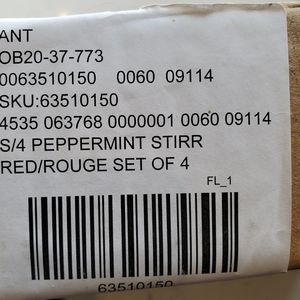 ANT
OB20-37-773
0063510150 0060 09114
SKU:63510150
4535 063768 0000001 0060 09114
S/4 PEPPERMINT STIRR
RED/ROUGE SET OF 4
FL_1
63510150